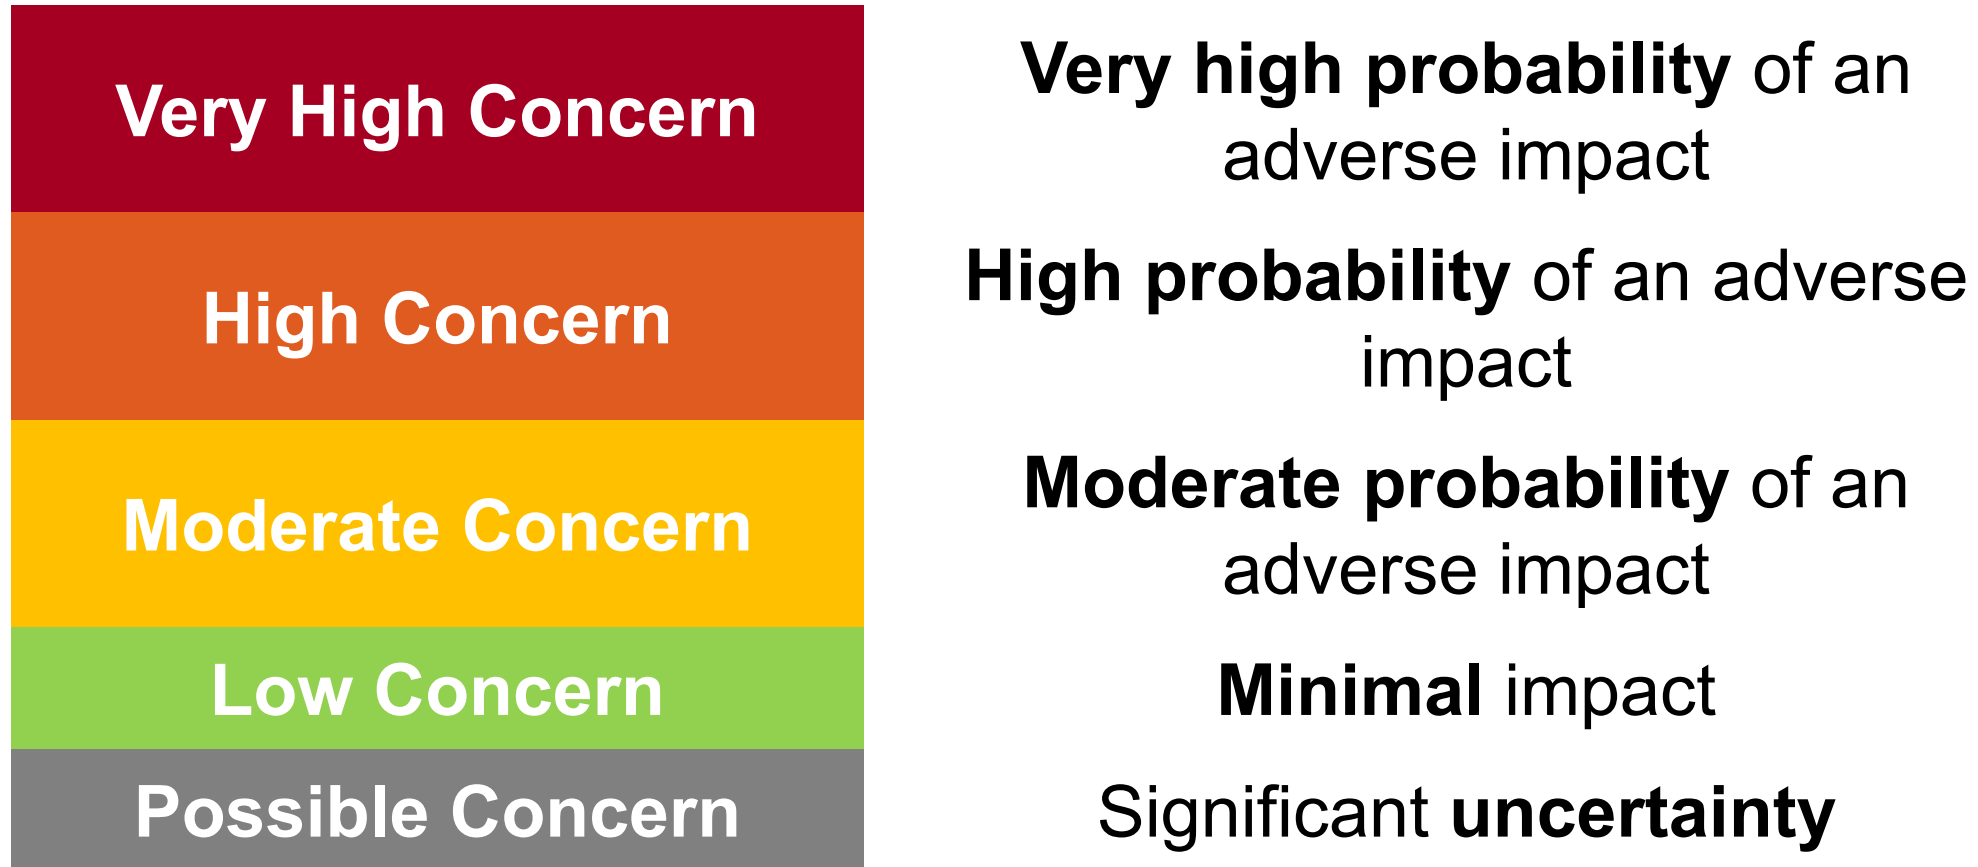 Very High Concern
Very high probability of an
adverse impact
High Concern
High probability of an adverse
impact
Moderate Concern
Moderate probability of an
adverse impact
Low Concern
Minimal impact
Possible Concern
Significant uncertainty